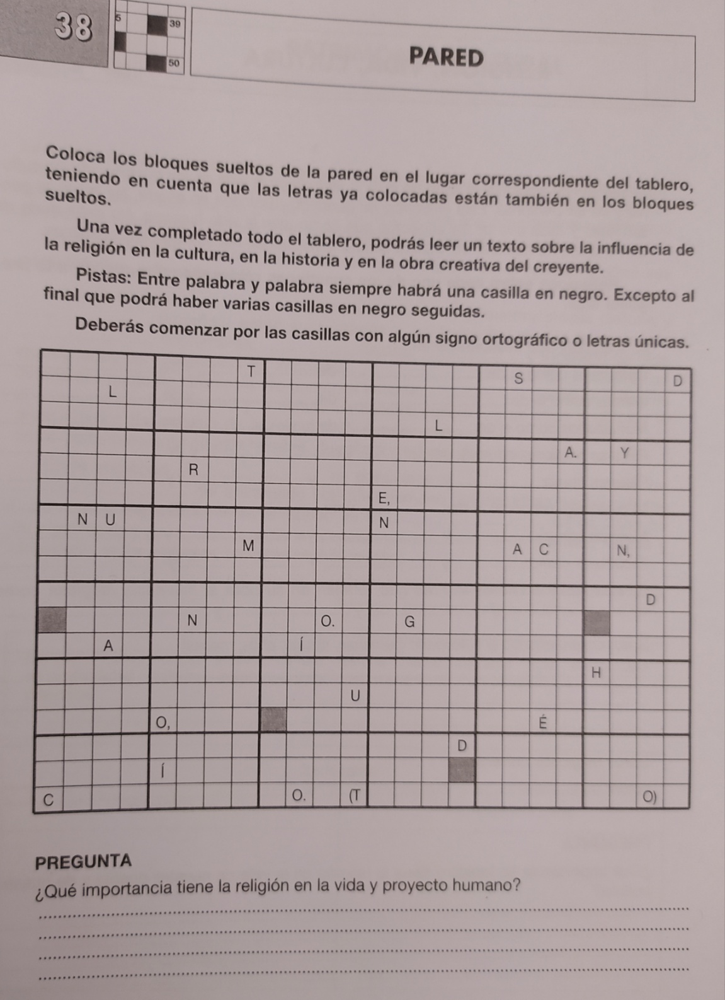 38
5
39
50
PARED
Coloca los bloques sueltos de la pared en el lugar correspondiente del tablero,
teniendo en cuenta que las letras ya colocadas están también en los bloques
sueltos.
Una vez completado todo el tablero, podrás leer un texto sobre la influencia de
la religión en la cultura, en la historia y en la obra creativa del creyente.
Pistas: Entre palabra y palabra siempre habrá una casilla en negro. Excepto al
final que podrá haber varias casillas en negro seguidas.
Deberás comenzar por las casillas con algún signo ortográfico o letras únicas.
T S D
L
L
A. Y
R
E,
N U N
M A C N,
D
N O. G
A Í
H
U
O, É
D
Í
C O. (T O)
PREGUNTA
¿Qué importancia tiene la religión en la vida y proyecto humano?